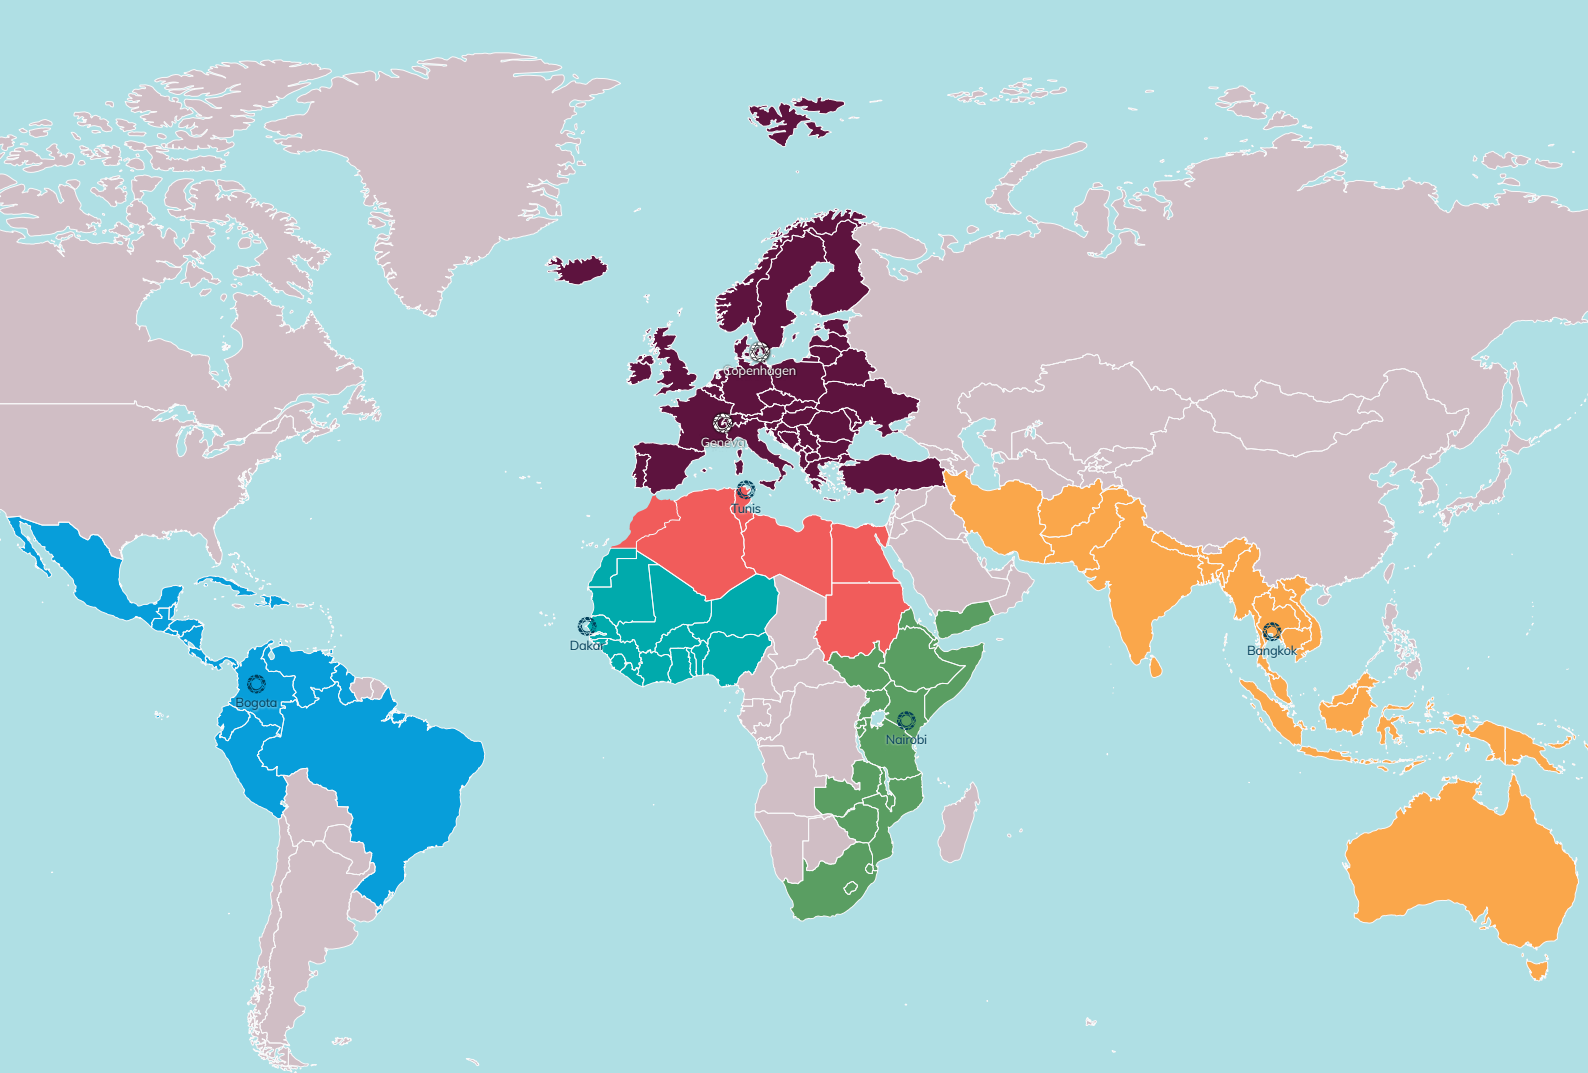 Copenhagen
Geneva
Tunis
Dakar
Bangkok
Bogota
Nairobi